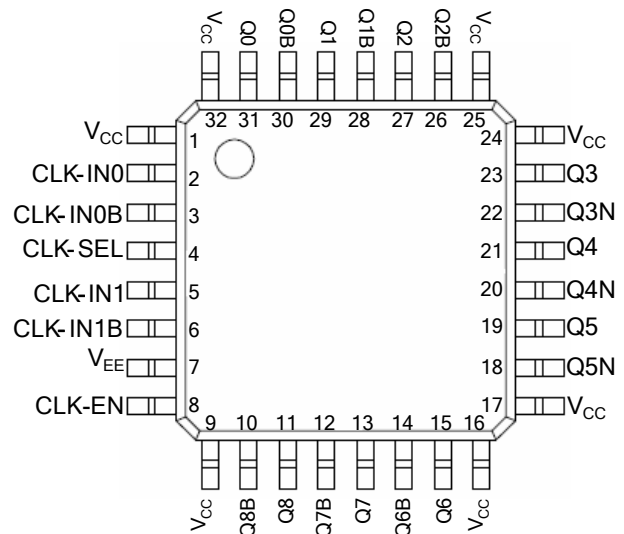 VCC Q0 Q0B Q1 Q1B Q2 Q2B VCC
32 31 30 29 28 27 26 25
VCC 1
CLK-IN0 2
CLK-IN0B 3
CLK-SEL 4
CLK-IN1 5
CLK-IN1B 6
VEE 7
CLK-EN 8
24 VCC
23 Q3
22 Q3N
21 Q4
20 Q4N
19 Q5
18 Q5N
17 VCC
9 10 11 12 13 14 15 16
VCC Q8B Q8 Q7B Q7 Q6B Q6 VCC